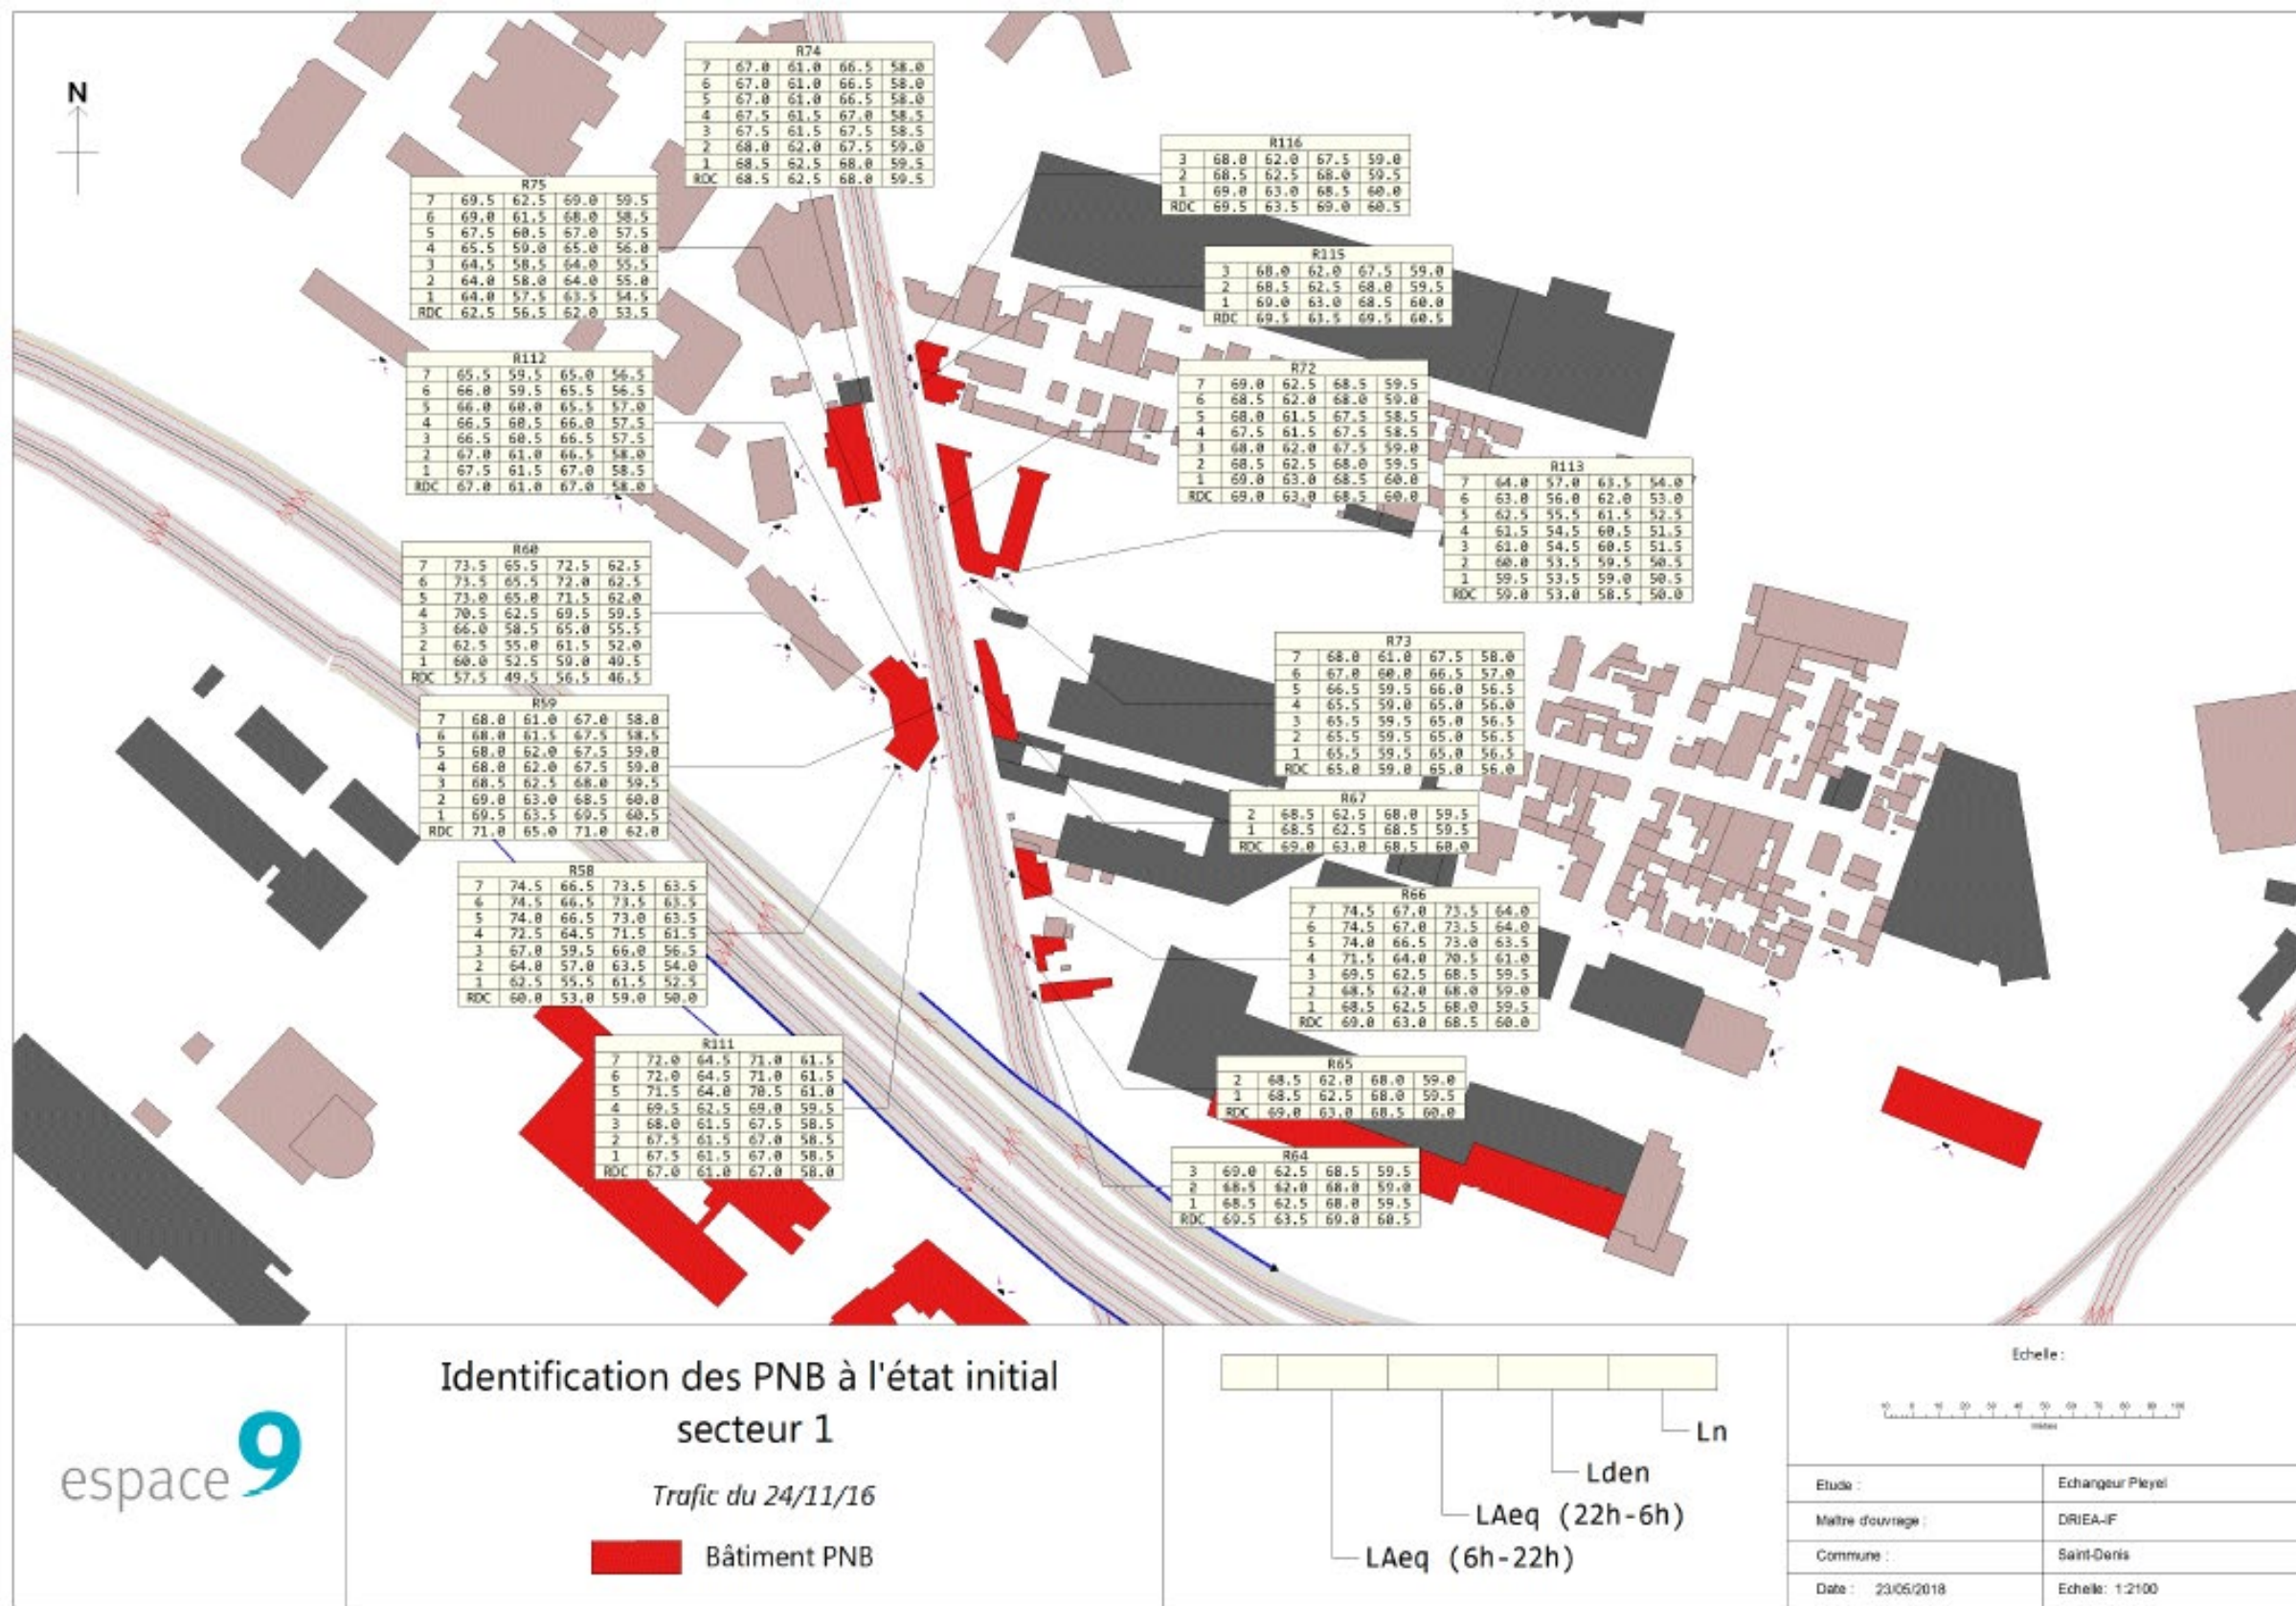 N
R74
7 67.0 61.0 66.5 58.0
6 67.0 61.0 66.5 58.0
5 67.0 61.0 66.5 58.0
4 67.5 61.5 67.0 58.5
3 67.5 61.5 67.5 58.5
2 68.0 62.0 67.5 59.0
1 68.5 62.5 68.0 59.5
RDC 68.5 62.5 68.0 59.5
R116
3 68.0 62.0 67.5 59.0
2 68.5 62.5 68.0 59.5
1 69.0 63.0 68.5 60.0
RDC 69.5 63.5 69.0 60.5
R75
7 69.5 62.5 69.0 59.5
6 69.0 61.5 68.0 58.5
5 67.5 60.5 67.0 57.5
4 65.5 59.0 65.0 56.0
3 64.5 58.5 64.0 55.5
2 64.0 58.0 64.0 55.0
1 64.0 57.5 63.5 54.5
RDC 62.5 56.5 62.0 53.5
R115
3 68.0 62.0 67.5 59.0
2 68.5 62.5 68.0 59.5
1 69.0 63.0 68.5 60.0
RDC 69.5 63.5 69.5 60.5
R112
7 65.5 59.5 65.0 56.5
6 66.0 59.5 65.5 56.5
5 66.0 60.0 65.5 57.0
4 66.5 60.5 66.0 57.5
3 66.5 60.5 66.5 57.5
2 67.0 61.0 66.5 58.0
1 67.5 61.5 67.0 58.5
RDC 67.0 61.0 67.0 58.0
R72
7 69.0 62.5 68.5 59.5
6 68.5 62.0 68.0 59.0
5 68.0 61.5 67.5 58.5
4 67.5 61.5 67.5 58.5
3 68.0 62.0 67.5 59.0
2 68.5 62.5 68.0 59.5
1 69.0 63.0 68.5 60.0
RDC 69.0 63.0 68.5 60.0
R113
7 64.0 57.0 63.5 54.0
6 63.0 56.0 62.0 53.0
5 62.5 55.5 61.5 52.5
4 61.5 54.5 60.5 51.5
3 61.0 54.5 60.5 51.5
2 60.0 53.5 59.5 50.5
1 59.5 53.5 59.0 50.5
RDC 59.0 53.0 58.5 50.0
R60
7 73.5 65.5 72.5 62.5
6 73.5 65.5 72.0 62.5
5 73.0 65.0 71.5 62.0
4 70.5 62.5 69.5 59.5
3 66.0 58.5 65.0 55.5
2 62.5 55.0 61.5 52.0
1 60.0 52.5 59.0 49.5
RDC 57.5 49.5 56.5 46.5
R73
7 68.0 61.0 67.5 58.0
6 67.0 60.0 66.5 57.0
5 66.5 59.5 66.0 56.5
4 65.5 59.0 65.0 56.0
3 65.5 59.5 65.0 56.5
2 65.5 59.5 65.0 56.5
1 65.5 59.5 65.0 56.5
RDC 65.0 59.0 65.0 56.0
R59
7 68.0 61.0 67.0 58.0
6 68.0 61.5 67.5 58.5
5 68.0 62.0 67.5 59.0
4 68.0 62.0 67.5 59.0
3 68.5 62.5 68.0 59.5
2 69.0 63.0 68.5 60.0
1 69.5 63.5 69.5 60.5
RDC 71.0 65.0 71.0 62.0
R67
2 68.5 62.5 68.0 59.5
1 68.5 62.5 68.5 59.5
RDC 69.0 63.0 68.5 60.0
R58
7 74.5 66.5 73.5 63.5
6 74.5 66.5 73.5 63.5
5 74.0 66.5 73.0 63.5
4 72.5 64.5 71.5 61.5
3 67.0 59.5 66.0 56.5
2 64.0 57.0 63.5 54.0
1 62.5 55.5 61.5 52.5
RDC 60.0 53.0 59.0 50.0
R66
7 74.5 67.0 73.5 64.0
6 74.5 67.0 73.5 64.0
5 74.0 66.5 73.0 63.5
4 71.5 64.0 70.5 61.0
3 69.5 62.5 68.5 59.5
2 68.5 62.0 68.0 59.0
1 68.5 62.5 68.0 59.5
RDC 69.0 63.0 68.5 60.0
R111
7 72.0 64.5 71.0 61.5
6 72.0 64.5 71.0 61.5
5 71.5 64.0 70.5 61.0
4 69.5 62.5 69.0 59.5
3 68.0 61.5 67.5 58.5
2 67.5 61.5 67.0 58.5
1 67.5 61.5 67.0 58.5
RDC 67.0 61.0 67.0 58.0
R65
2 68.5 62.0 68.0 59.0
1 68.5 62.5 68.0 59.5
RDC 69.0 63.0 68.5 60.0
R64
3 69.0 62.5 68.5 59.5
2 68.5 62.0 68.0 59.0
1 68.5 62.5 68.0 59.5
RDC 69.5 63.5 69.0 60.5
espace 9
Identification des PNB à l'état initial
secteur 1
Trafic du 24/11/16
Bâtiment PNB
Ln
Lden
LAeq (22h-6h)
LAeq (6h-22h)
Echelle :
10 0 10 20 30 40 50 60 70 80 90 100
mètres
Etude : Echangeur Pleyel
Maître d'ouvrage : DRIEA-IF
Commune : Saint-Denis
Date : 23/05/2018 Echelle: 1:2100